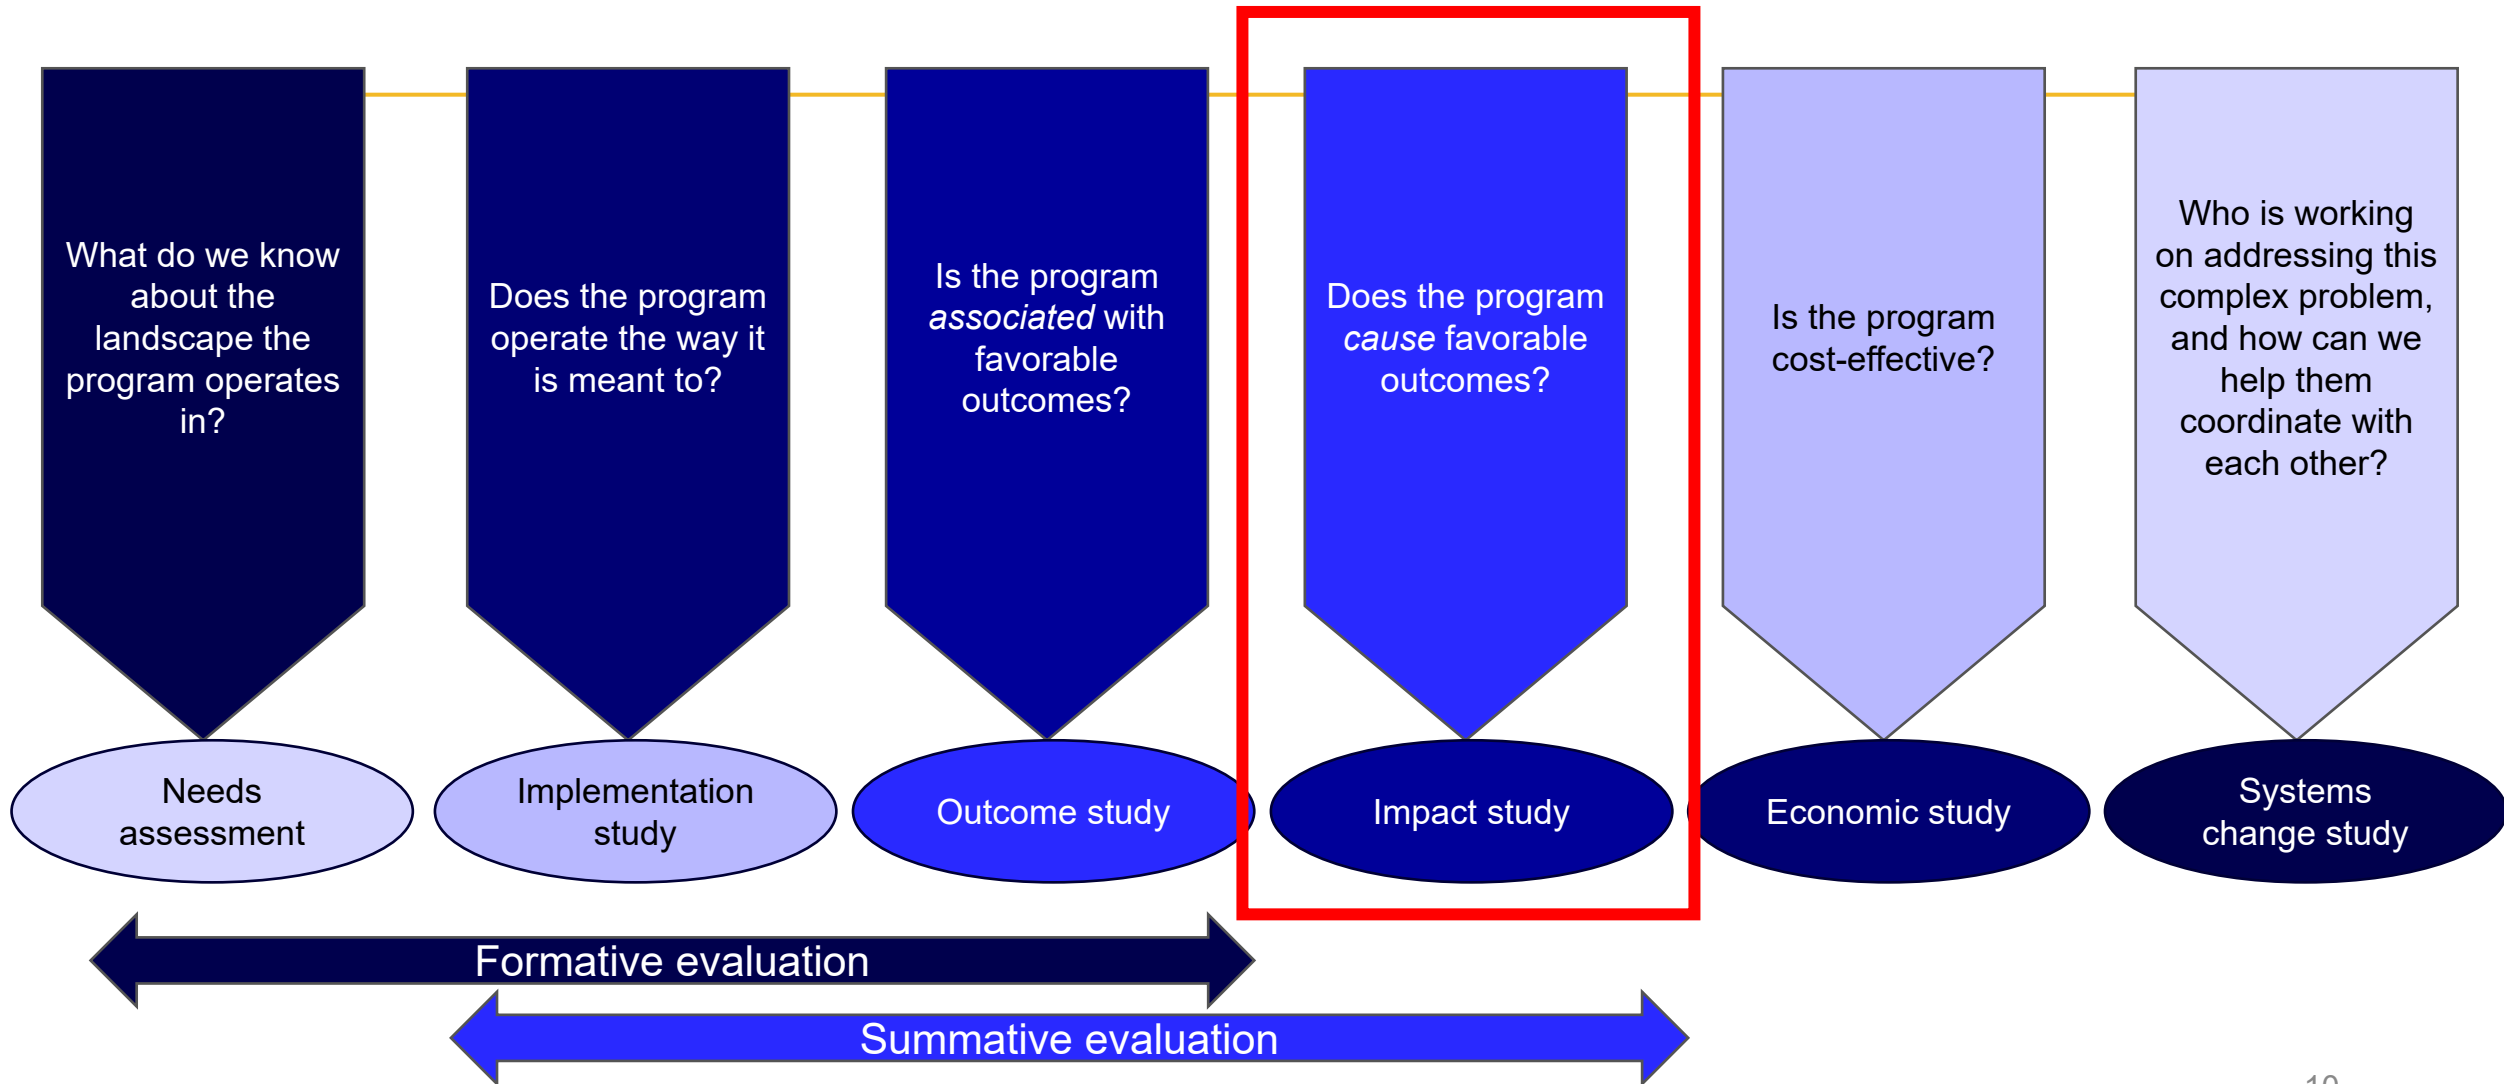 What do we know
about the
landscape the
program operates
in?
Does the program
operate the way it
is meant to?
Is the program
associated with
favorable
outcomes?
Does the program
cause favorable
outcomes?
Is the program
cost-effective?
Who is working
on addressing this
complex problem,
and how can we
help them
coordinate with
each other?
Needs
assessment
Implementation
study
Outcome study
Impact study
Economic study
Systems
change study
Formative evaluation
Summative evaluation
10